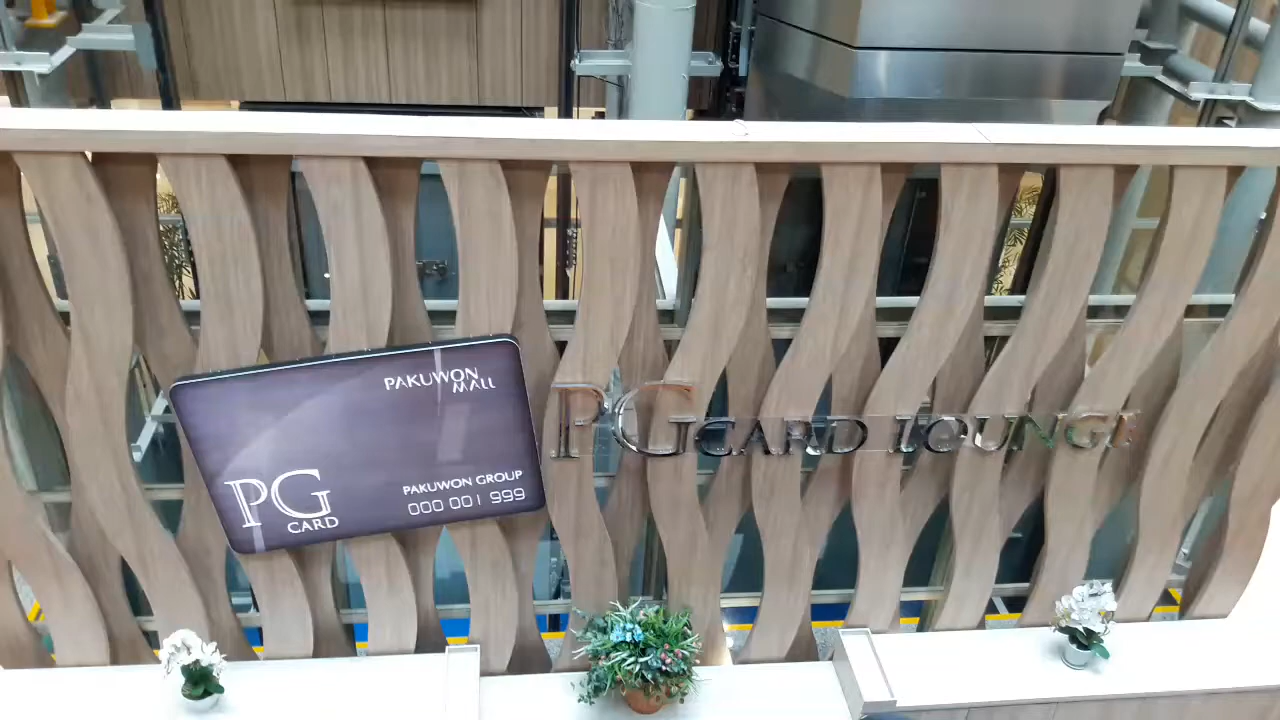 PAKUWON
MALL
PG
CARD
PAKUWON GROUP
000 001 999
PG CARD LOUNGE